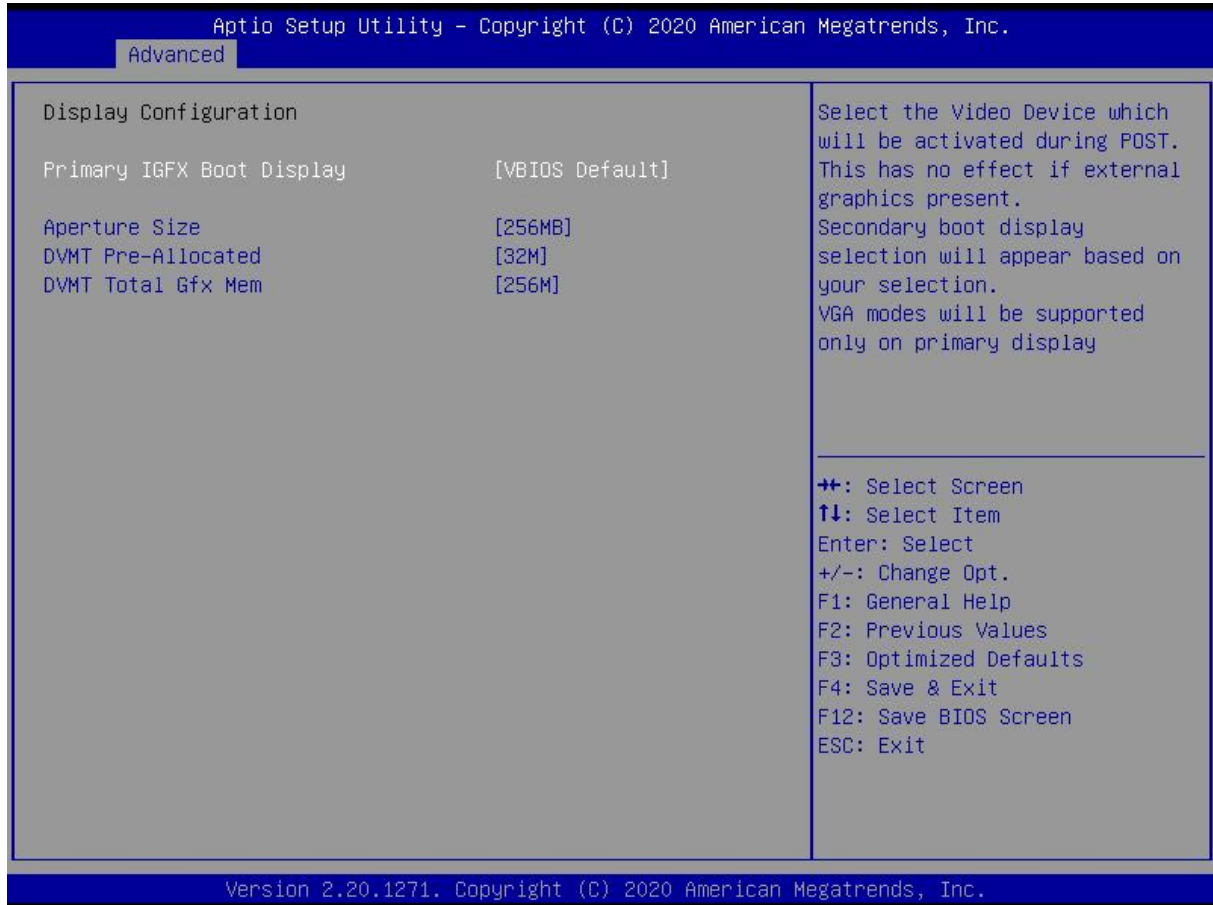 Aptio Setup Utility – Copyright (C) 2020 American Megatrends, Inc.
Advanced
Display Configuration
Primary IGFX Boot Display [VBIOS Default]
Aperture Size [256MB]
DVMT Pre-Allocated [32M]
DVMT Total Gfx Mem [256M]
Select the Video Device which
will be activated during POST.
This has no effect if external
graphics present.
Secondary boot display
selection will appear based on
your selection.
VGA modes will be supported
only on primary display
→←: Select Screen
↑↓: Select Item
Enter: Select
+/-: Change Opt.
F1: General Help
F2: Previous Values
F3: Optimized Defaults
F4: Save & Exit
F12: Save BIOS Screen
ESC: Exit
Version 2.20.1271. Copyright (C) 2020 American Megatrends, Inc.